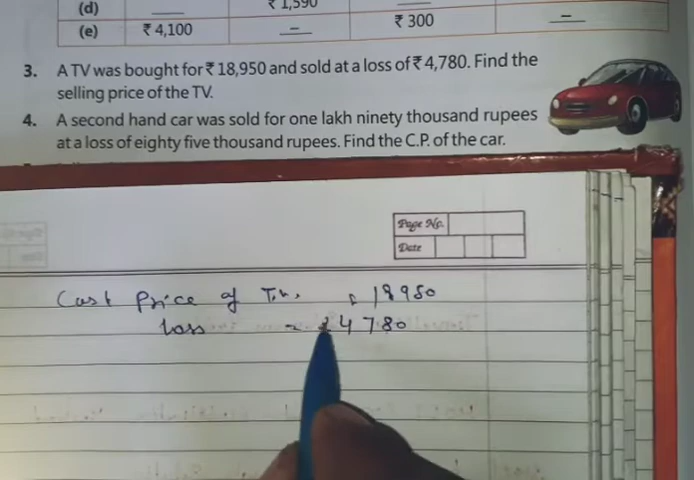 (d) ₹ 1,590
(e) ₹ 4,100 – ₹ 300 –
3. A TV was bought for ₹ 18,950 and sold at a loss of ₹ 4,780. Find the
selling price of the TV.
4. A second hand car was sold for one lakh ninety thousand rupees
at a loss of eighty five thousand rupees. Find the C.P. of the car.
Page No.
Date
Cost Price of T.V. ₹ 18950
loss = ₹ 4780